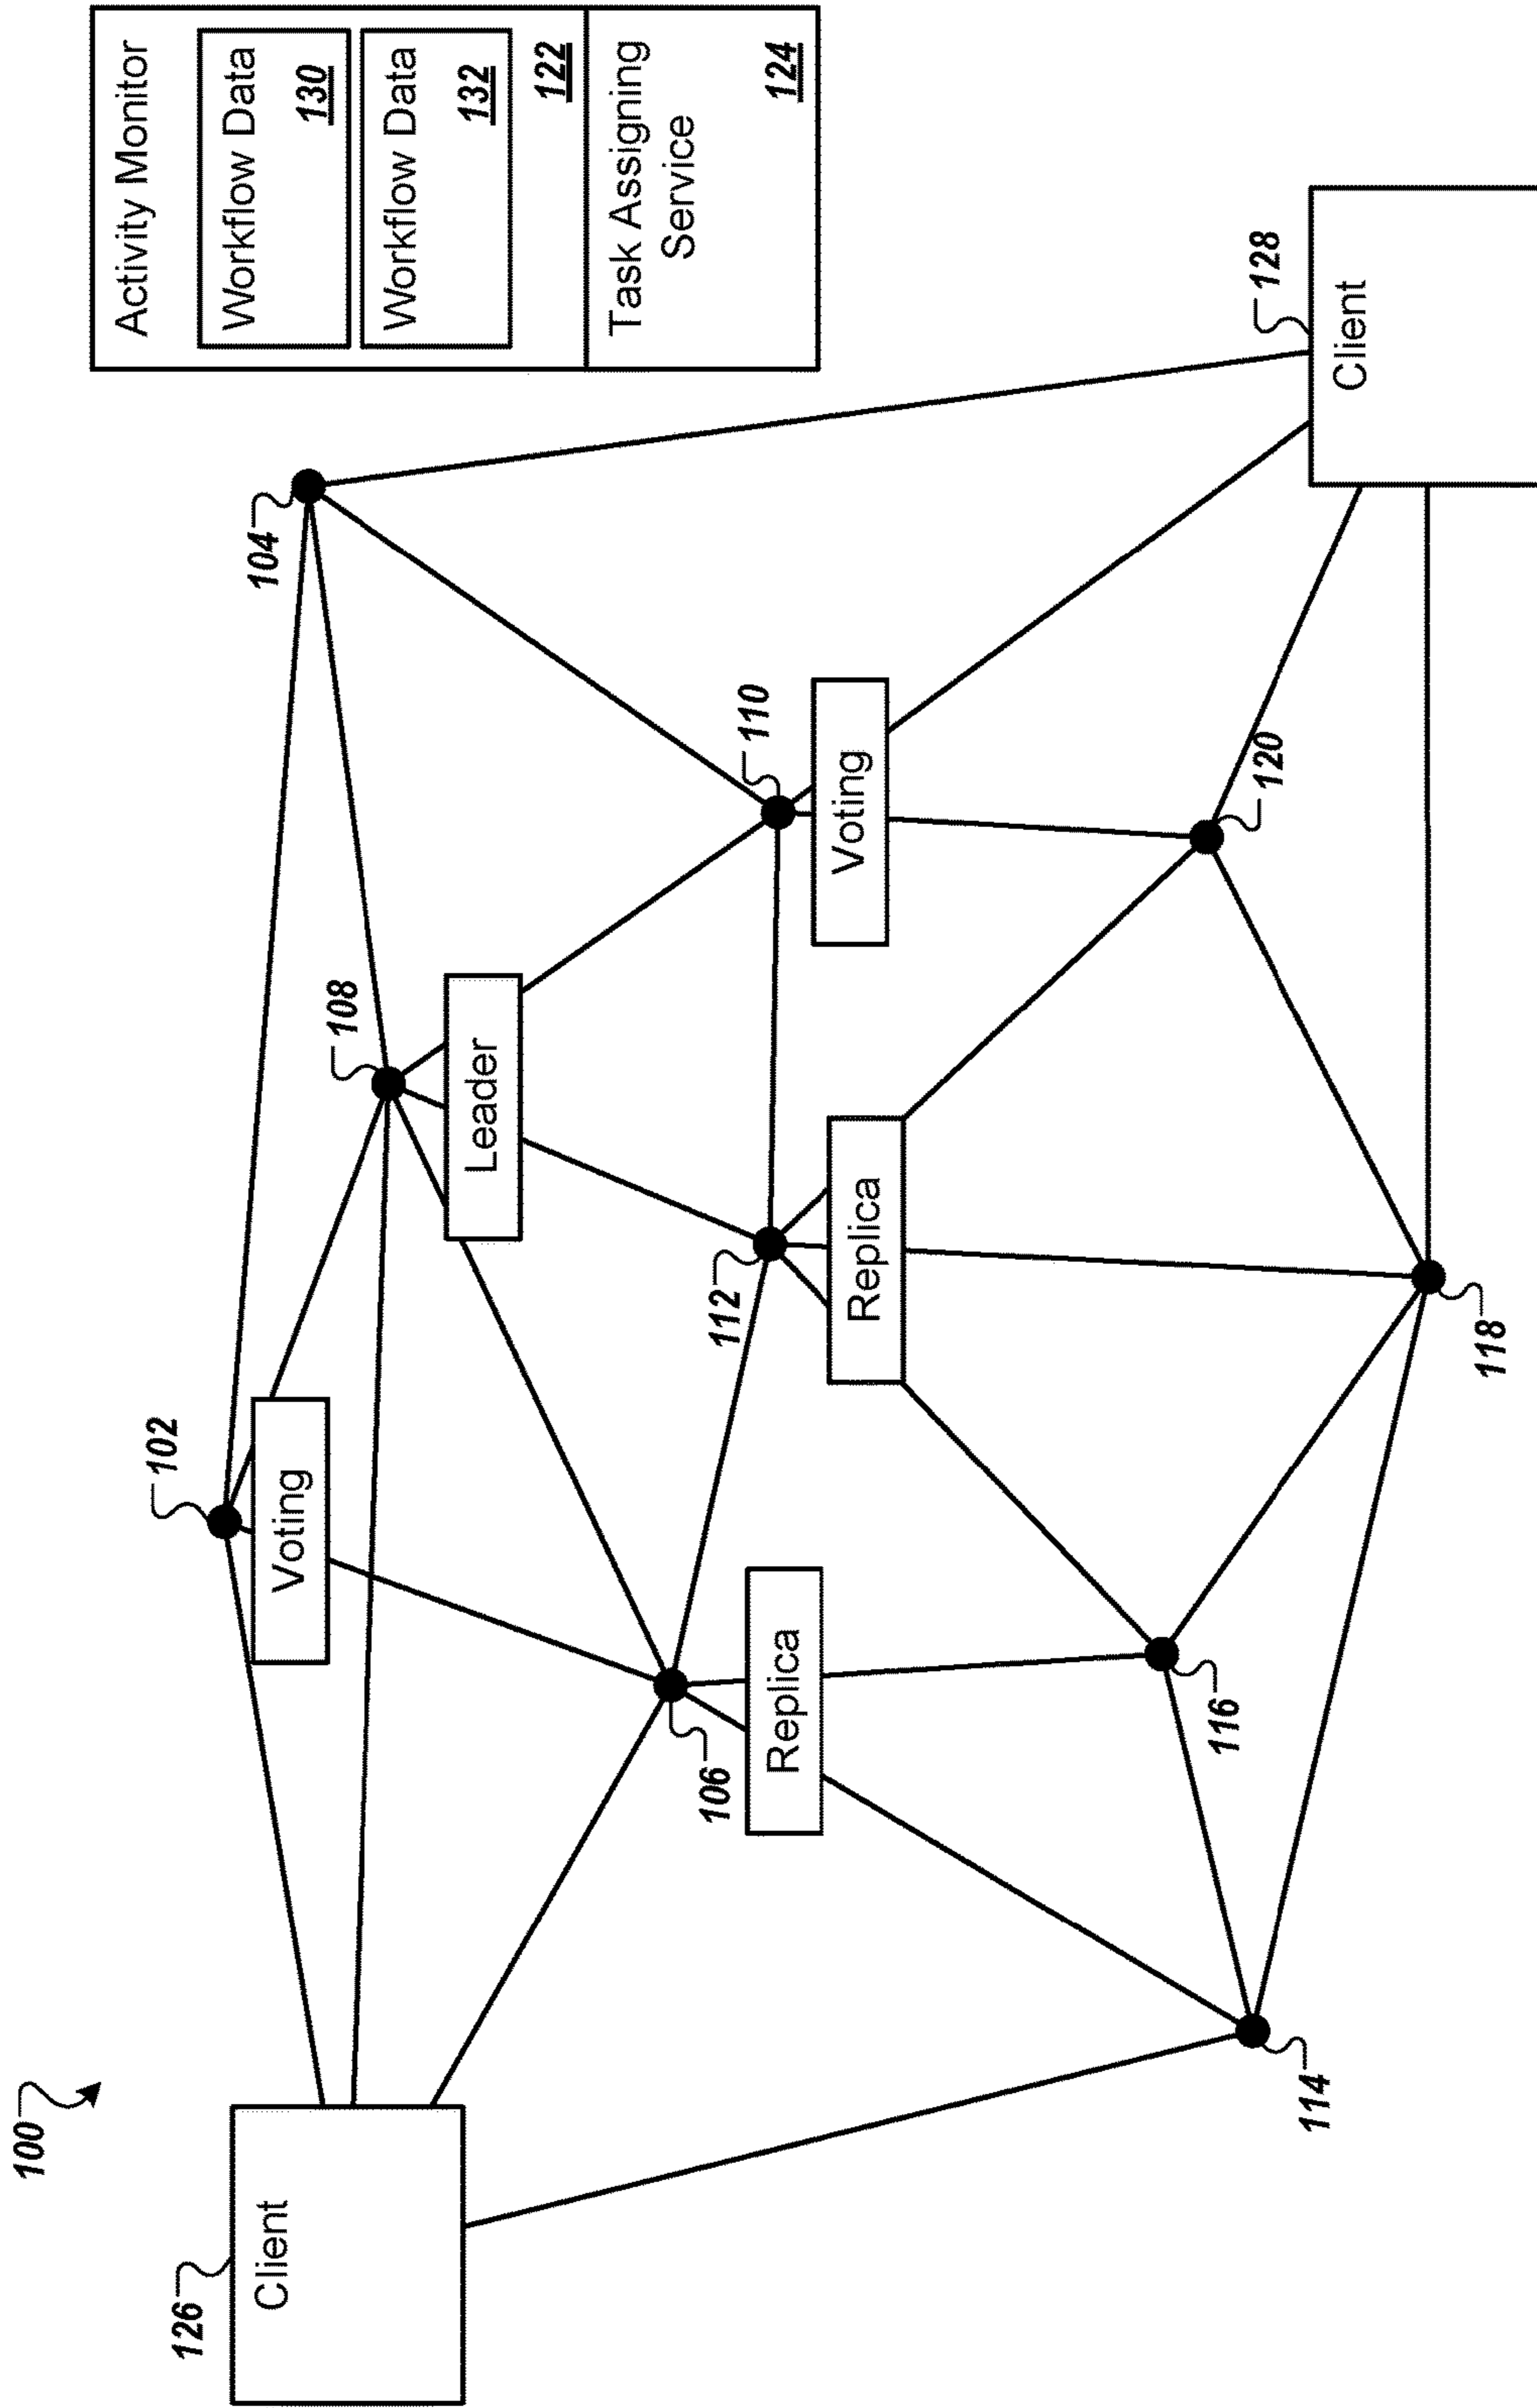 100
126
Client
102
Voting
108
Leader
104
Activity Monitor
Workflow Data
130
Workflow Data
132
122
Task Assigning
Service
124
106
Replica
112
Replica
110
Voting
114
116
118
120
128
Client